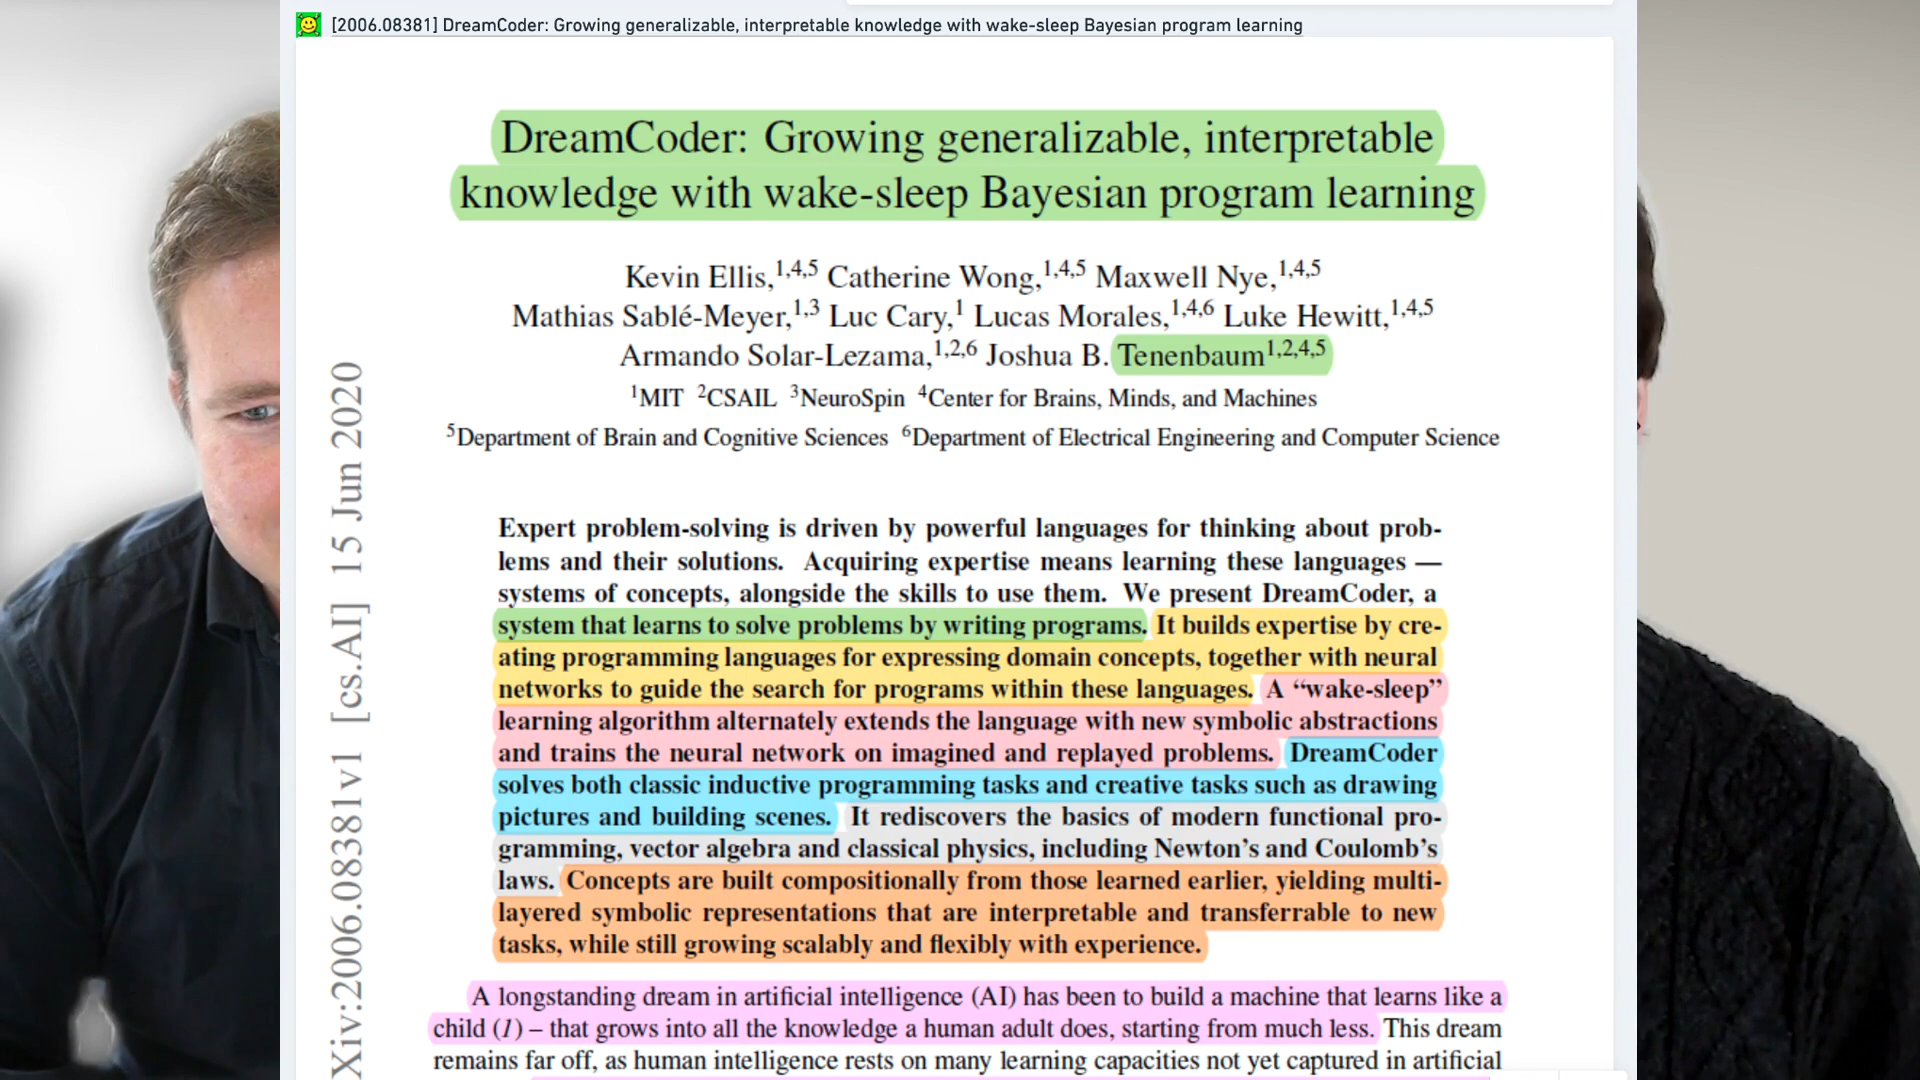 [2006.08381] DreamCoder: Growing generalizable, interpretable knowledge with wake-sleep Bayesian program learning
DreamCoder: Growing generalizable, interpretable
knowledge with wake-sleep Bayesian program learning
Kevin Ellis,1,4,5 Catherine Wong,1,4,5 Maxwell Nye,1,4,5
Mathias Sablé-Meyer,1,3 Luc Cary,1 Lucas Morales,1,4,6 Luke Hewitt,1,4,5
Armando Solar-Lezama,1,2,6 Joshua B. Tenenbaum1,2,4,5
1MIT 2CSAIL 3NeuroSpin 4Center for Brains, Minds, and Machines
5Department of Brain and Cognitive Sciences 6Department of Electrical Engineering and Computer Science
Xiv:2006.08381v1 [cs.AI] 15 Jun 2020
Expert problem-solving is driven by powerful languages for thinking about prob-
lems and their solutions. Acquiring expertise means learning these languages —
systems of concepts, alongside the skills to use them. We present DreamCoder, a
system that learns to solve problems by writing programs. It builds expertise by cre-
ating programming languages for expressing domain concepts, together with neural
networks to guide the search for programs within these languages. A “wake-sleep”
learning algorithm alternately extends the language with new symbolic abstractions
and trains the neural network on imagined and replayed problems. DreamCoder
solves both classic inductive programming tasks and creative tasks such as drawing
pictures and building scenes. It rediscovers the basics of modern functional pro-
gramming, vector algebra and classical physics, including Newton’s and Coulomb’s
laws. Concepts are built compositionally from those learned earlier, yielding multi-
layered symbolic representations that are interpretable and transferrable to new
tasks, while still growing scalably and flexibly with experience.
A longstanding dream in artificial intelligence (AI) has been to build a machine that learns like a
child (1) – that grows into all the knowledge a human adult does, starting from much less. This dream
remains far off, as human intelligence rests on many learning capacities not yet captured in artificial